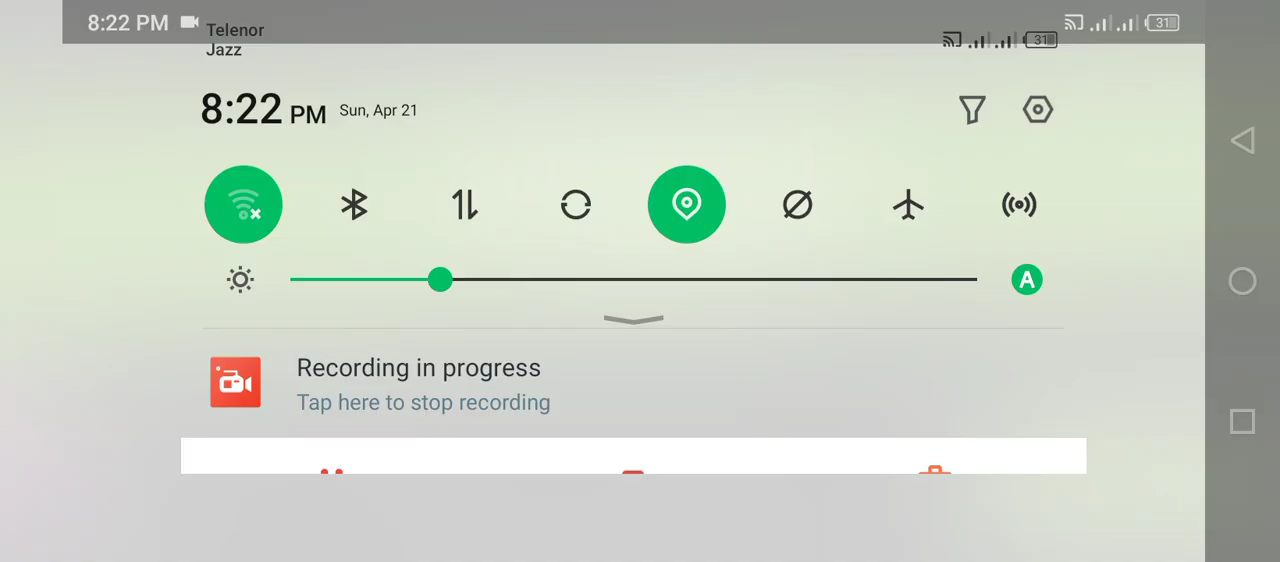 8:22 PM
31
Telenor
Jazz
31
8:22 PM Sun, Apr 21
A
Recording in progress
Tap here to stop recording